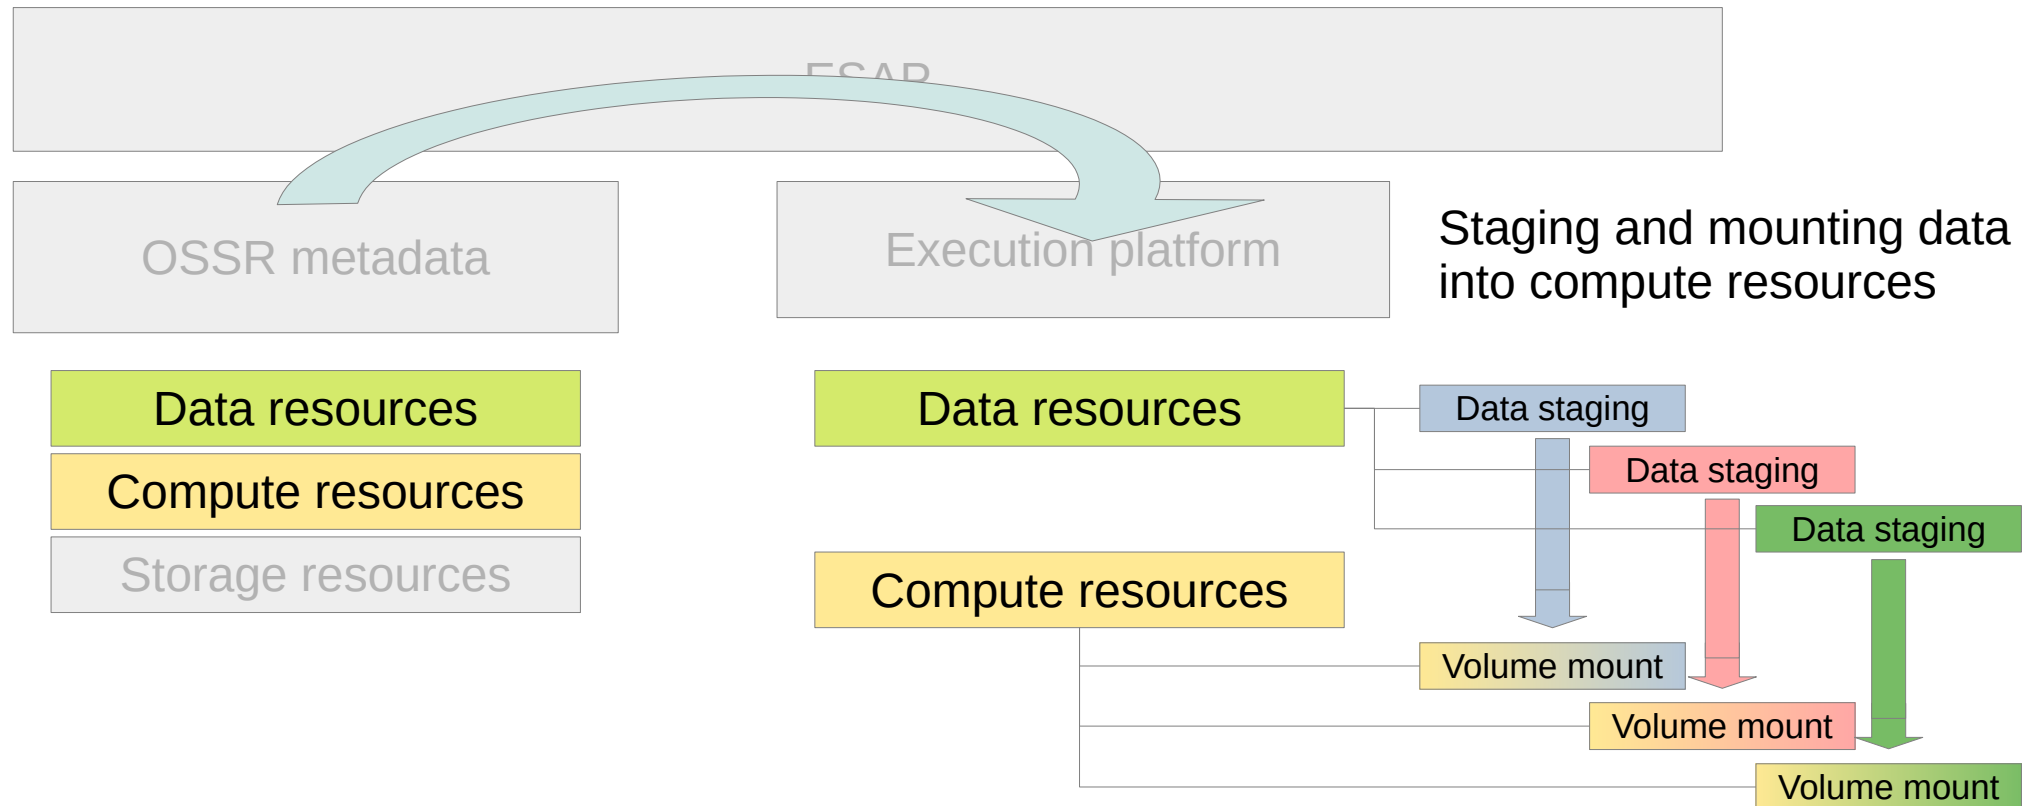 ESAP
OSSR metadata
Execution platform
Staging and mounting data
into compute resources
Data resources
Compute resources
Storage resources
Data resources
Compute resources
Data staging
Data staging
Data staging
Volume mount
Volume mount
Volume mount